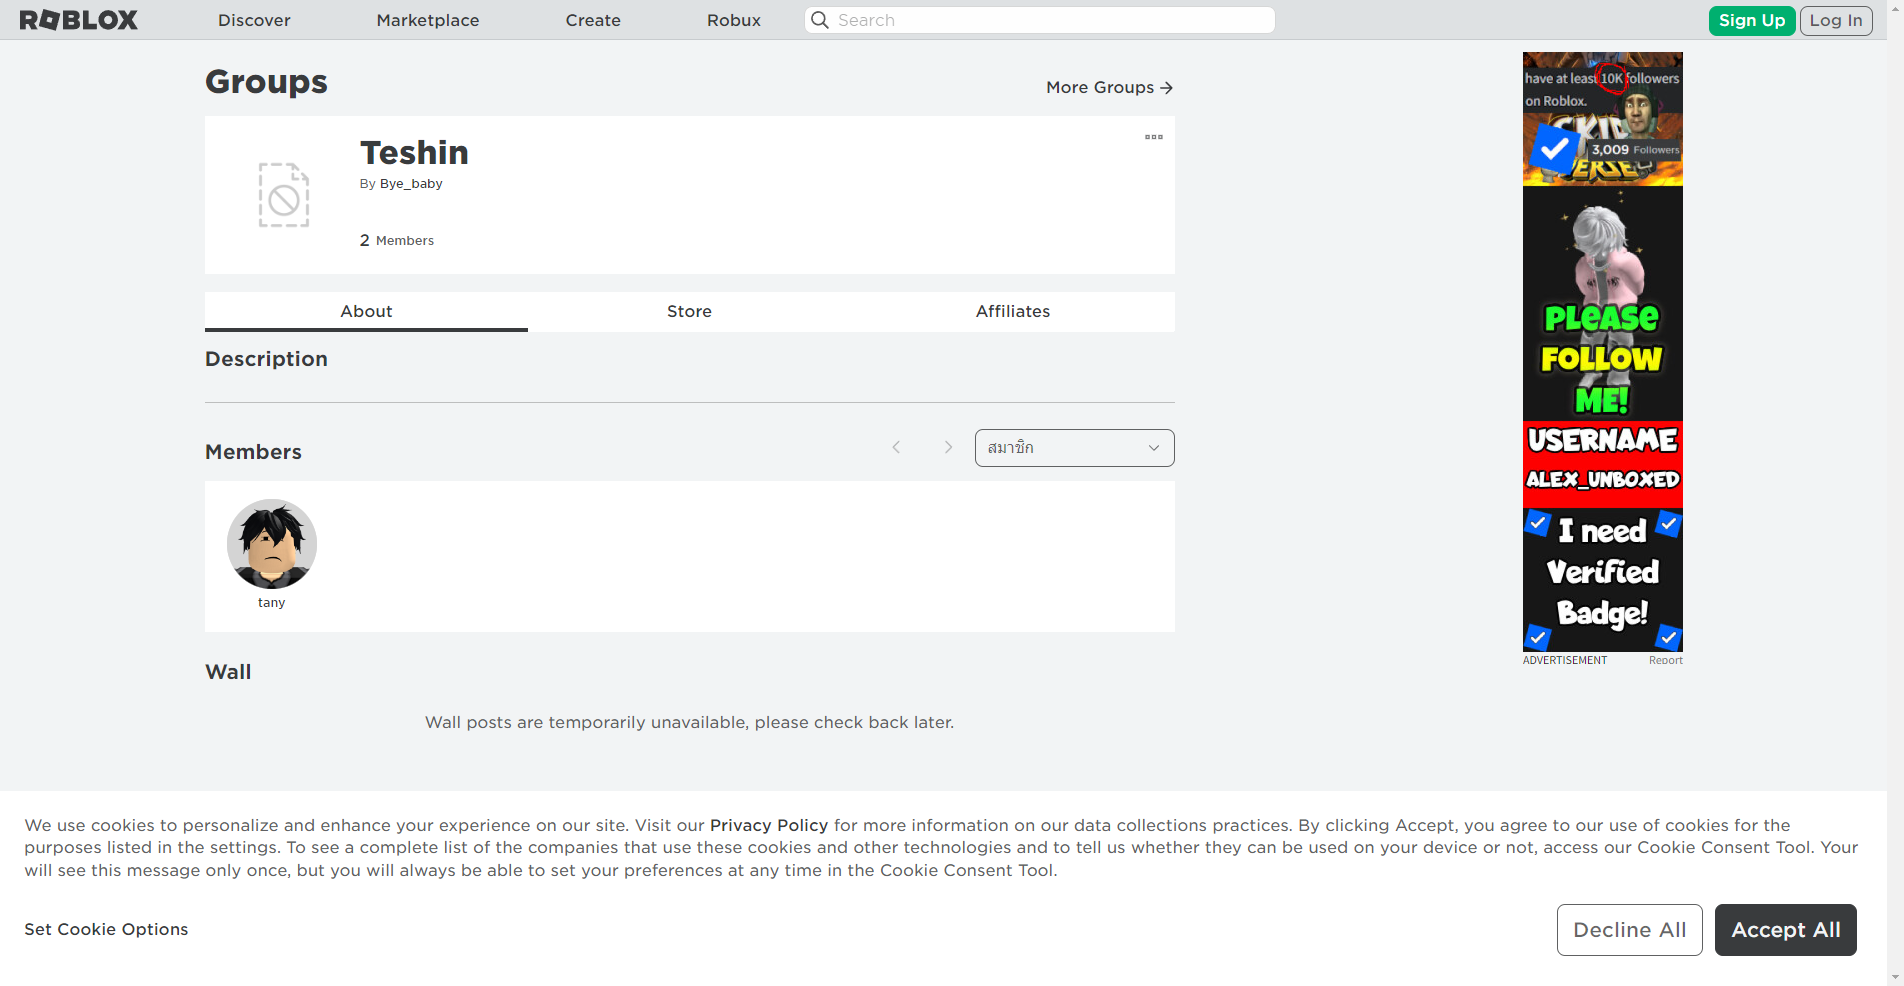 ROBLOX
Discover
Marketplace
Create
Robux
Search
Sign Up
Log In
Groups
More Groups
Teshin
By Bye_baby
2 Members
About
Store
Affiliates
Description
Members
สมาชิก
tany
Wall
Wall posts are temporarily unavailable, please check back later.
have at least 10K followers
on Roblox.
3,009 Followers
PLEASE
FOLLOW
ME!
USERNAME
ALEX_UNBOXED
I need
Verified
Badge!
ADVERTISEMENT
Report
We use cookies to personalize and enhance your experience on our site. Visit our Privacy Policy for more information on our data collections practices. By clicking Accept, you agree to our use of cookies for the
purposes listed in the settings. To see a complete list of the companies that use these cookies and other technologies and to tell us whether they can be used on your device or not, access our Cookie Consent Tool. Your
will see this message only once, but you will always be able to set your preferences at any time in the Cookie Consent Tool.
Set Cookie Options
Decline All
Accept All